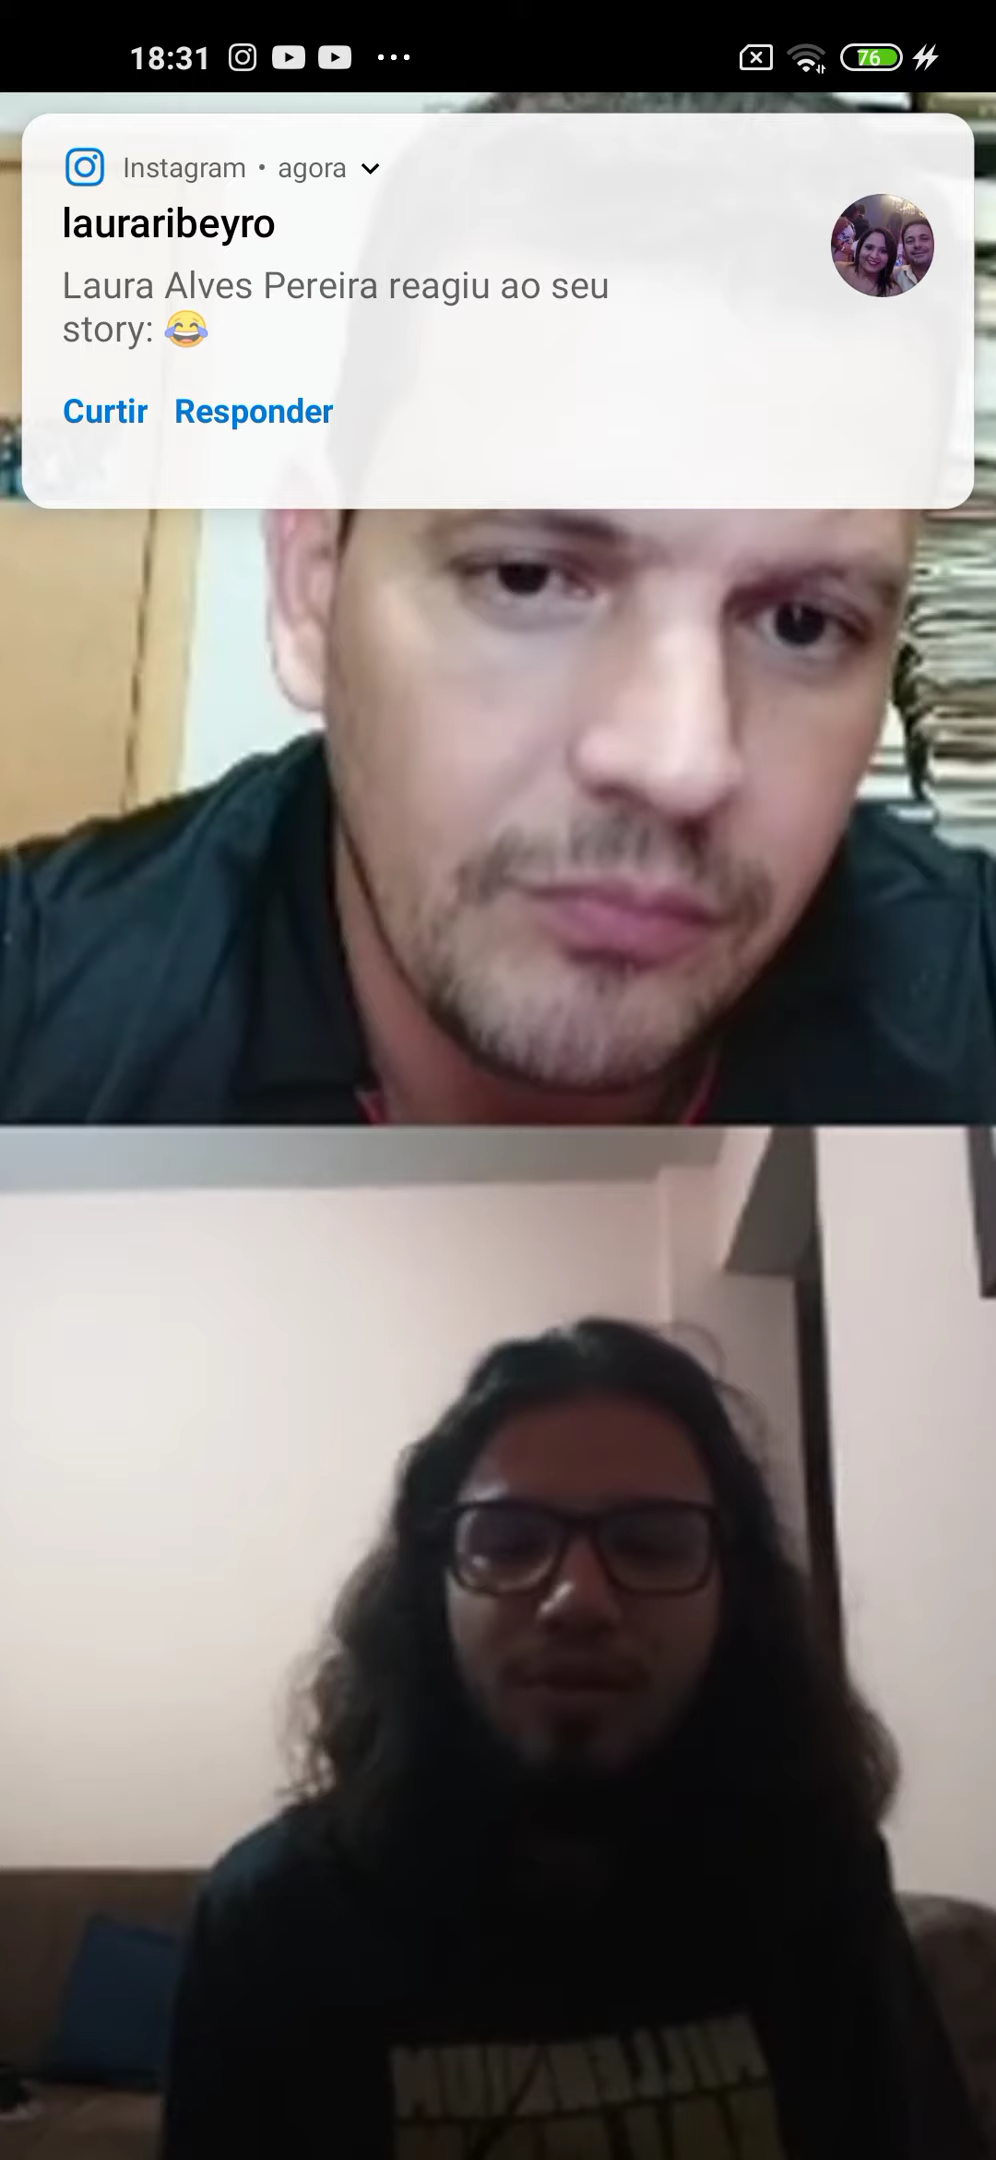 18:31
76
Instagram • agora
lauraribeyro
Laura Alves Pereira reagiu ao seu
story: 😂
Curtir Responder